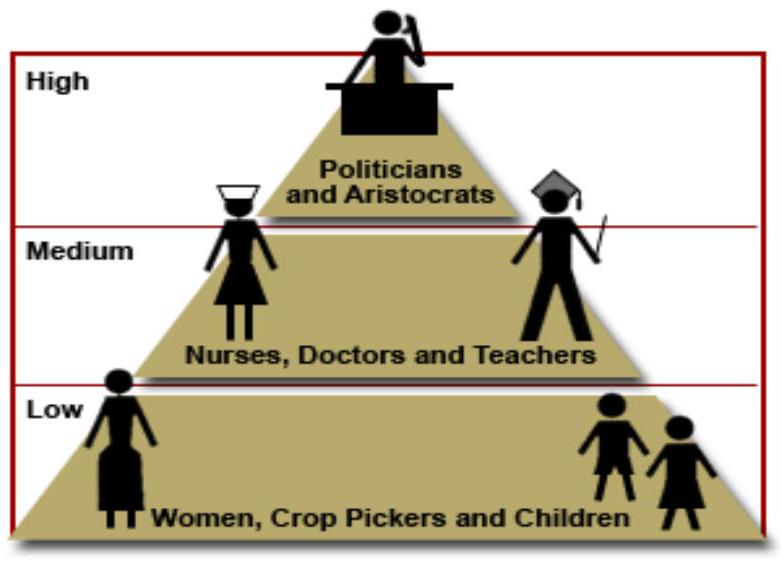 High
Politicians
and Aristocrats
Medium
Nurses, Doctors and Teachers
Low
Women, Crop Pickers and Children